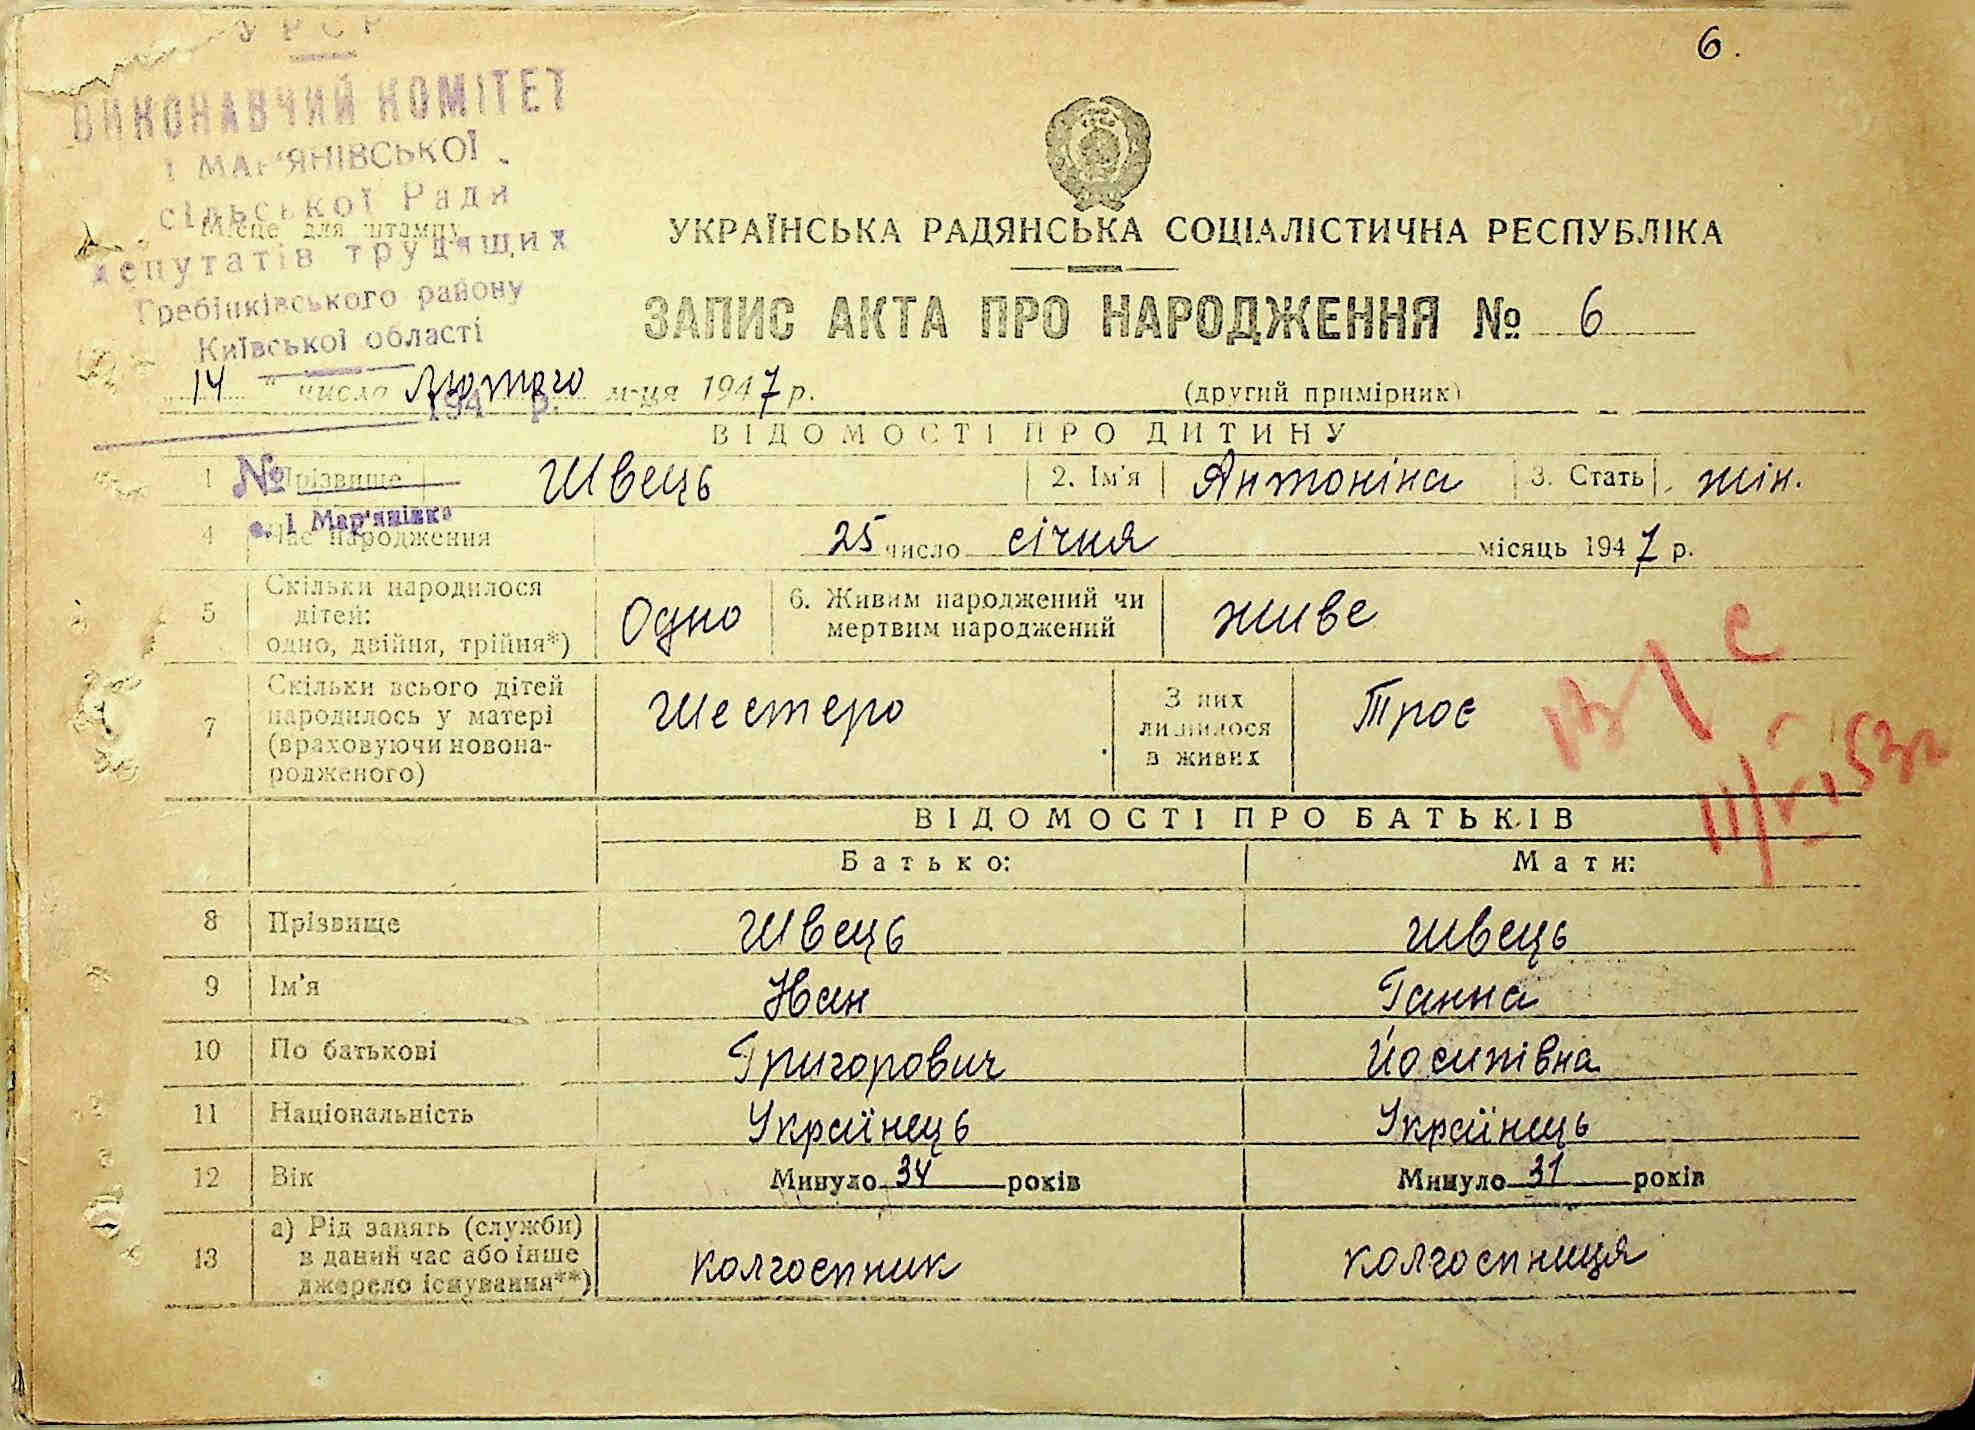 6.
УРСР
ВИКОНАВЧИЙ КОМІТЕТ
І МАР'ЯНІВСЬКОЇ
сільської Ради
Місце для штампу
депутатів трудящих
Гребінківського району
Київської області
194 р.
№
с. І Мар'янівка
УКРАЇНСЬКА РАДЯНСЬКА СОЦІАЛІСТИЧНА РЕСПУБЛІКА
ЗАПИС АКТА ПРО НАРОДЖЕННЯ № 6
14 " числа Лютого м-ця 1947 р. (другий примірник)
ВІДОМОСТІ ПРО ДИТИНУ
1 Прізвище Швець 2. Ім'я Антоніна 3. Стать жін.
4 Час народження 25 число січня місяць 1947 р.
5 Скільки народилося дітей: одно, двійня, трійня*) Одно 6. Живим народжений чи мертвим народжений живе
7 Скільки всього дітей народилось у матері (враховуючи новонародженого) Шестеро З них лишилося в живих Троє
ВІДОМОСТІ ПРО БАТЬКІВ
Батько: Мати:
8 Прізвище Швець Швець
9 Ім'я Іван Ганна
10 По батькові Григорович Йосипівна
11 Національність Українець Українець
12 Вік Минуло 34 років Минуло 31 років
13 а) Рід занять (служби) в даний час або інше джерело існування**) колгоспник колгоспниця